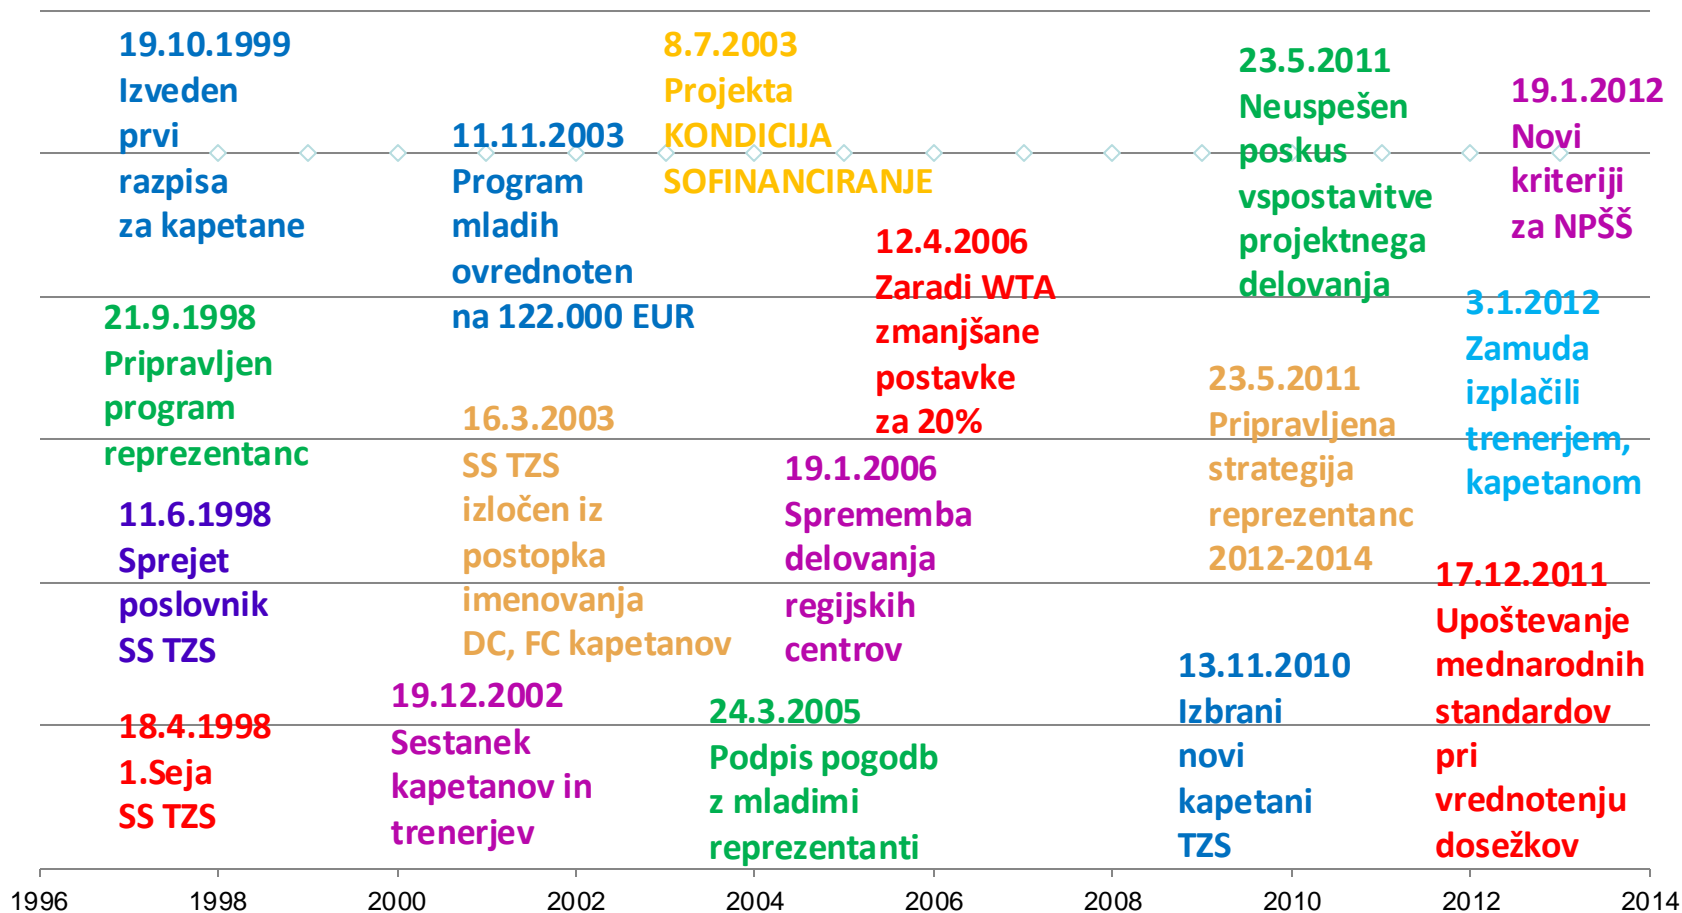 19.10.1999
Izveden
prvi
razpisa
za kapetane
21.9.1998
Pripravljen
program
reprezentanc
11.6.1998
Sprejet
poslovnik
SS TZS
18.4.1998
1.Seja
SS TZS
11.11.2003
Program
mladih
ovrednoten
na 122.000 EUR
16.3.2003
SS TZS
izločen iz
postopka
imenovanja
DC, FC kapetanov
19.12.2002
Sestanek
kapetanov in
trenerjev
8.7.2003
Projekta
KONDICIJA
SOFINANCIRANJE
12.4.2006
Zaradi WTA
zmanjšane
postavke
za 20%
19.1.2006
Sprememba
delovanja
regijskih
centrov
24.3.2005
Podpis pogodb
z mladimi
reprezentanti
23.5.2011
Neuspešen
poskus
vspostavitve
projektnega
delovanja
23.5.2011
Pripravljena
strategija
reprezentanc
2012-2014
13.11.2010
Izbrani
novi
kapetani
TZS
19.1.2012
Novi
kriteriji
za NPŠŠ
3.1.2012
Zamuda
izplačili
trenerjem,
kapetanom
17.12.2011
Upoštevanje
mednarodnih
standardov
pri
vrednotenju
dosežkov
1996 1998 2000 2002 2004 2006 2008 2010 2012 2014